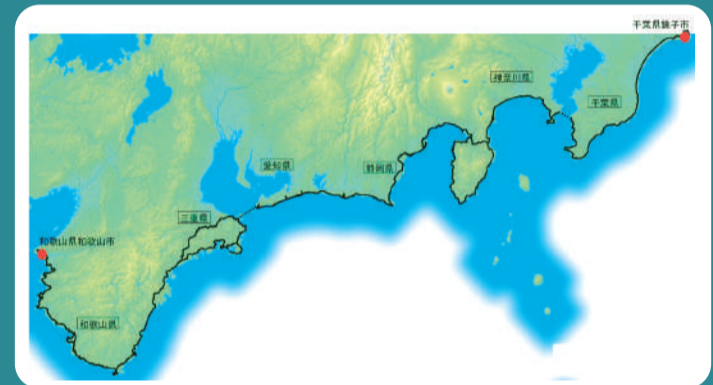 千葉県銚子市
神奈川県
千葉県
愛知県
静岡県
三重県
和歌山県和歌山市
和歌山県